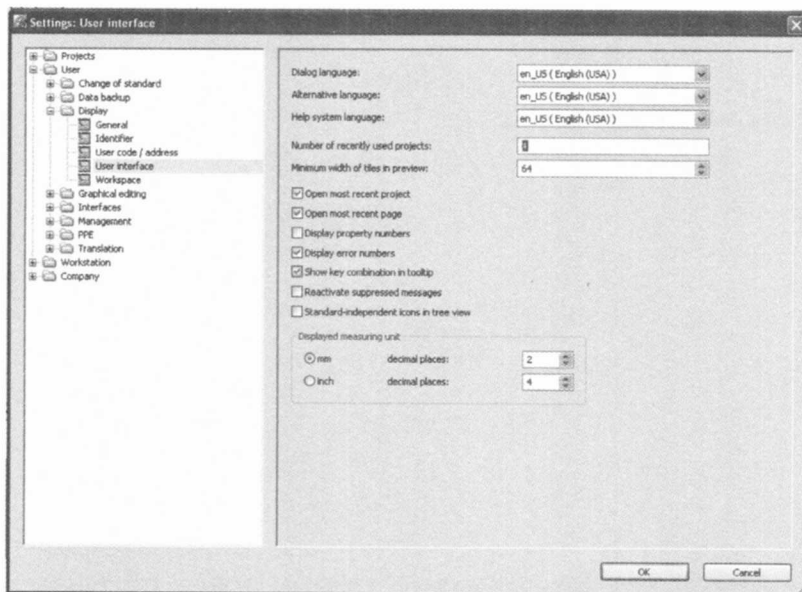 Settings: User interface
Projects
User
Change of standard
Data backup
Display
General
Identifier
User code / address
User interface
Workspace
Graphical editing
Interfaces
Management
PPE
Translation
Workstation
Company
Dialog language: en_US ( English (USA) )
Alternative language: en_US ( English (USA) )
Help system language: en_US ( English (USA) )
Number of recently used projects:
Minimum width of tiles in preview: 64
Open most recent project
Open most recent page
Display property numbers
Display error numbers
Show key combination in tooltip
Reactivate suppressed messages
Standard-independent icons in tree view
Displayed measuring unit
mm decimal places: 2
inch decimal places: 4
OK Cancel